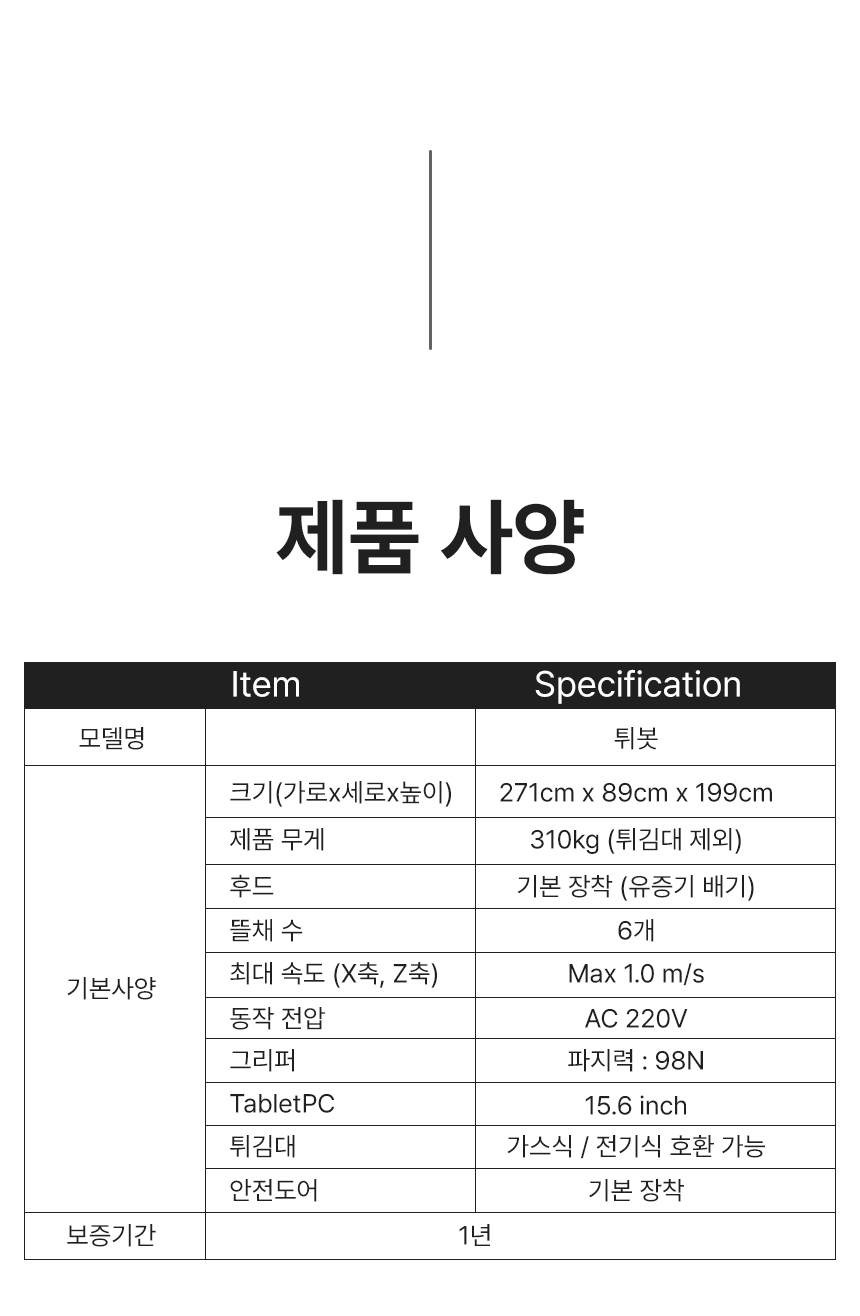 제품 사양
Item Specification
모델명 튀봇
크기(가로x세로x높이) 271cm x 89cm x 199cm
제품 무게 310kg (튀김대 제외)
후드 기본 장착 (유증기 배기)
뜰채 수 6개
최대 속도 (X축, Z축) Max 1.0 m/s
기본사양
동작 전압 AC 220V
그리퍼 파지력 : 98N
TabletPC 15.6 inch
튀김대 가스식 / 전기식 호환 가능
안전도어 기본 장착
보증기간 1년